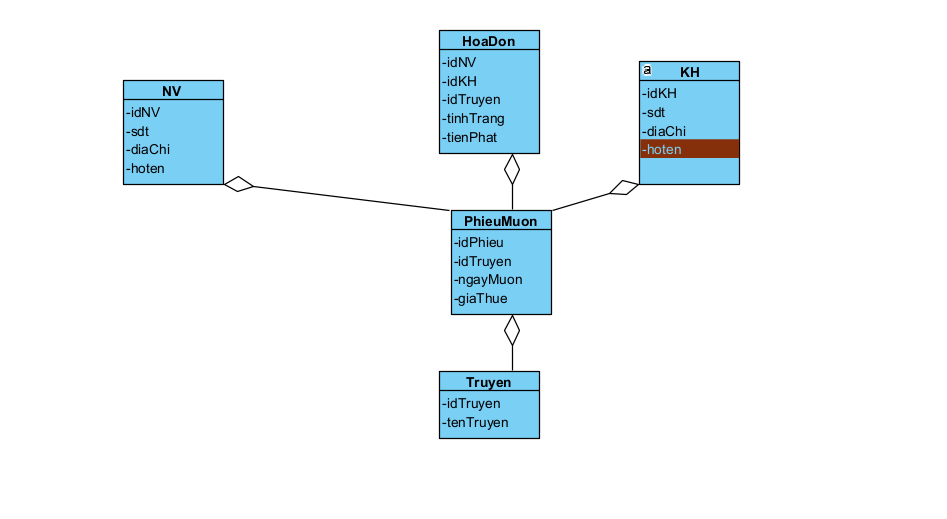 HoaDon
-idNV
-idKH
-idTruyen
-tinhTrang
-tienPhat
a
KH
-idKH
-sdt
-diaChi
-hoten
NV
-idNV
-sdt
-diaChi
-hoten
PhieuMuon
-idPhieu
-idTruyen
-ngayMuon
-giaThue
Truyen
-idTruyen
-tenTruyen